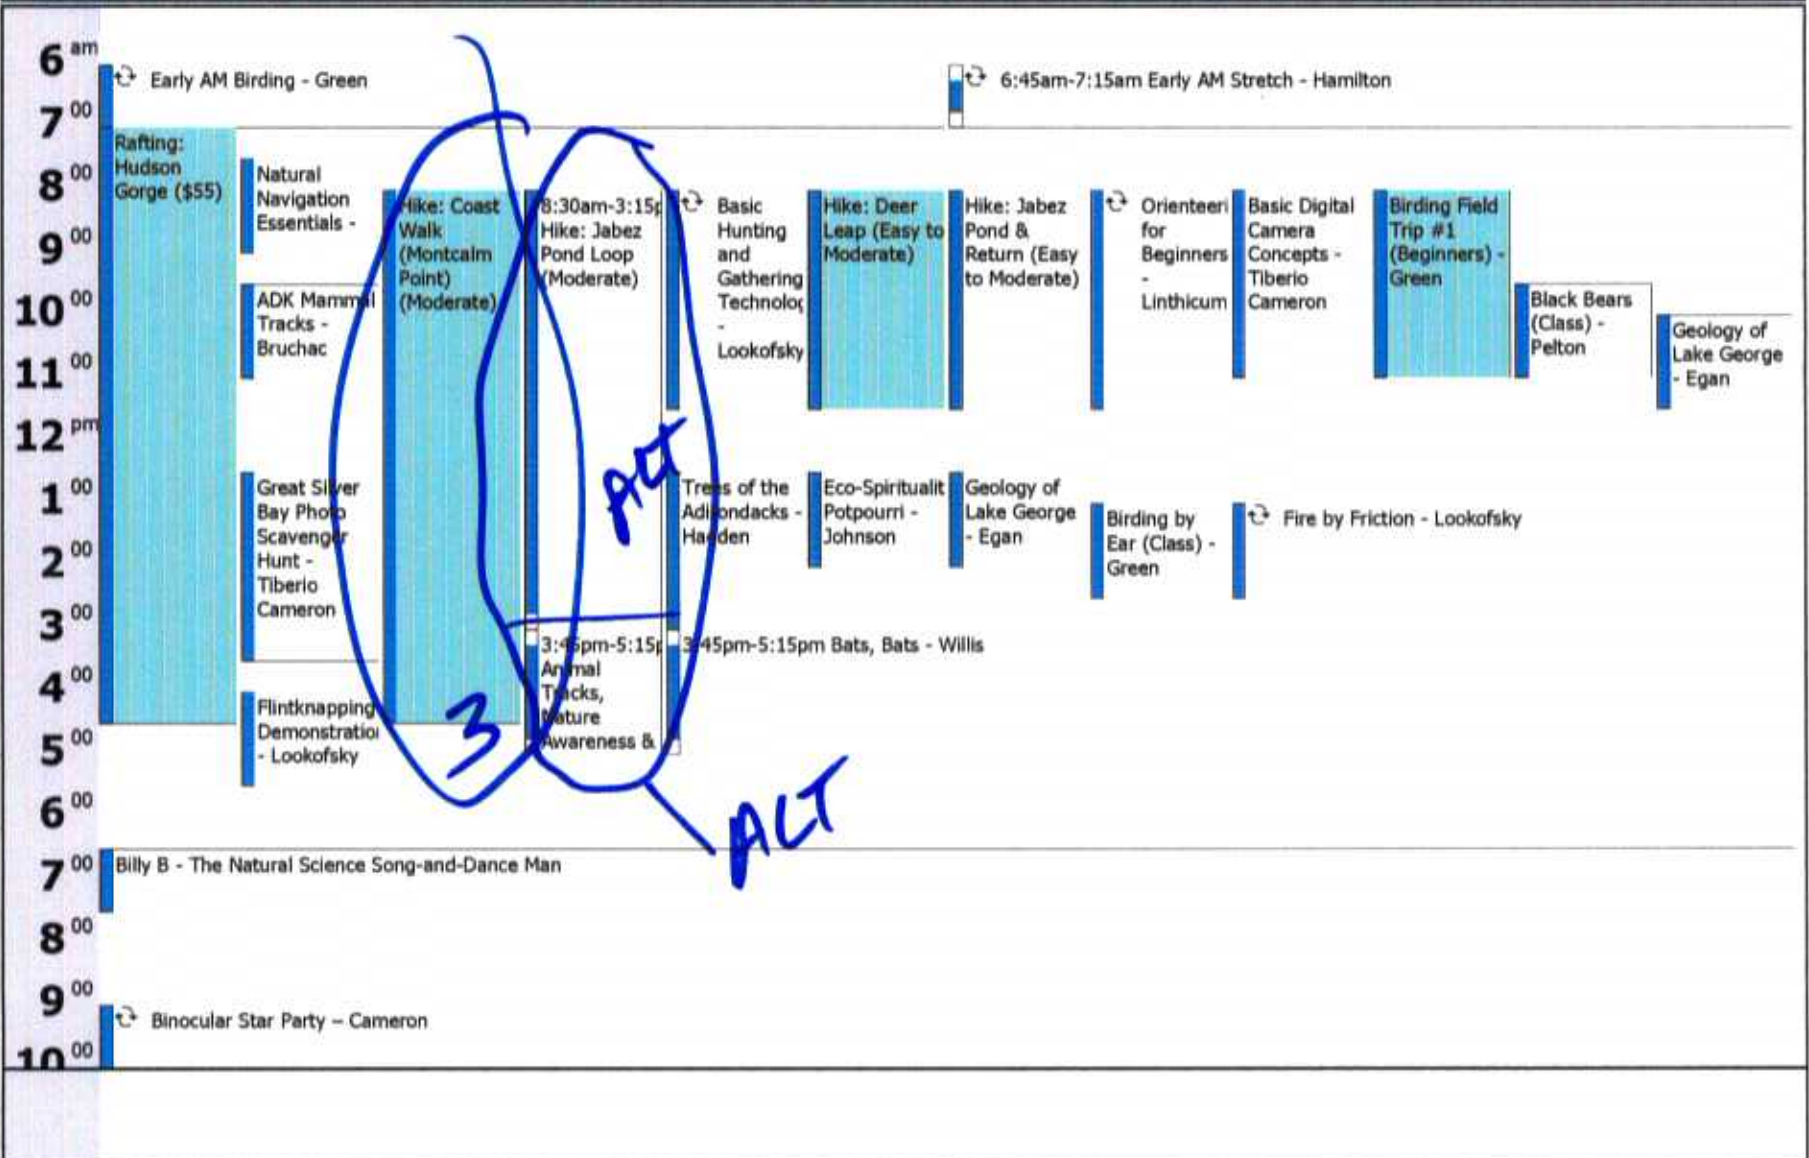 6 am
Early AM Birding - Green
6:45am-7:15am Early AM Stretch - Hamilton
7 00
Rafting:
Hudson
Gorge ($55)
8 00
Natural
Navigation
Essentials -
Hike: Coast
Walk
(Montcalm
Point)
(Moderate)
8:30am-3:15p
Hike: Jabez
Pond Loop
(Moderate)
Basic
Hunting
and
Gathering
Technolog
-
Lookofsky
Hike: Deer
Leap (Easy to
Moderate)
Hike: Jabez
Pond &
Return (Easy
to Moderate)
Orienteeri
for
Beginners
-
Linthicum
Basic Digital
Camera
Concepts -
Tiberio
Cameron
Birding Field
Trip #1
(Beginners) -
Green
9 00
10 00
ADK Mammal
Tracks -
Bruchac
Black Bears
(Class) -
Pelton
Geology of
Lake George
- Egan
11 00
12 pm
ALT
1 00
Great Silver
Bay Photo
Scavenger
Hunt -
Tiberio
Cameron
Trees of the
Adirondacks -
Hadden
Eco-Spiritualit
Potpourri -
Johnson
Geology of
Lake George
- Egan
Birding by
Ear (Class) -
Green
Fire by Friction - Lookofsky
2 00
3 00
3:45pm-5:15p
Animal
Tracks,
Nature
Awareness &
3:45pm-5:15pm Bats, Bats - Willis
4 00
Flintknapping
Demonstration
- Lookofsky
3
5 00
6 00
ALT
7 00
Billy B - The Natural Science Song-and-Dance Man
8 00
9 00
Binocular Star Party – Cameron
10 00